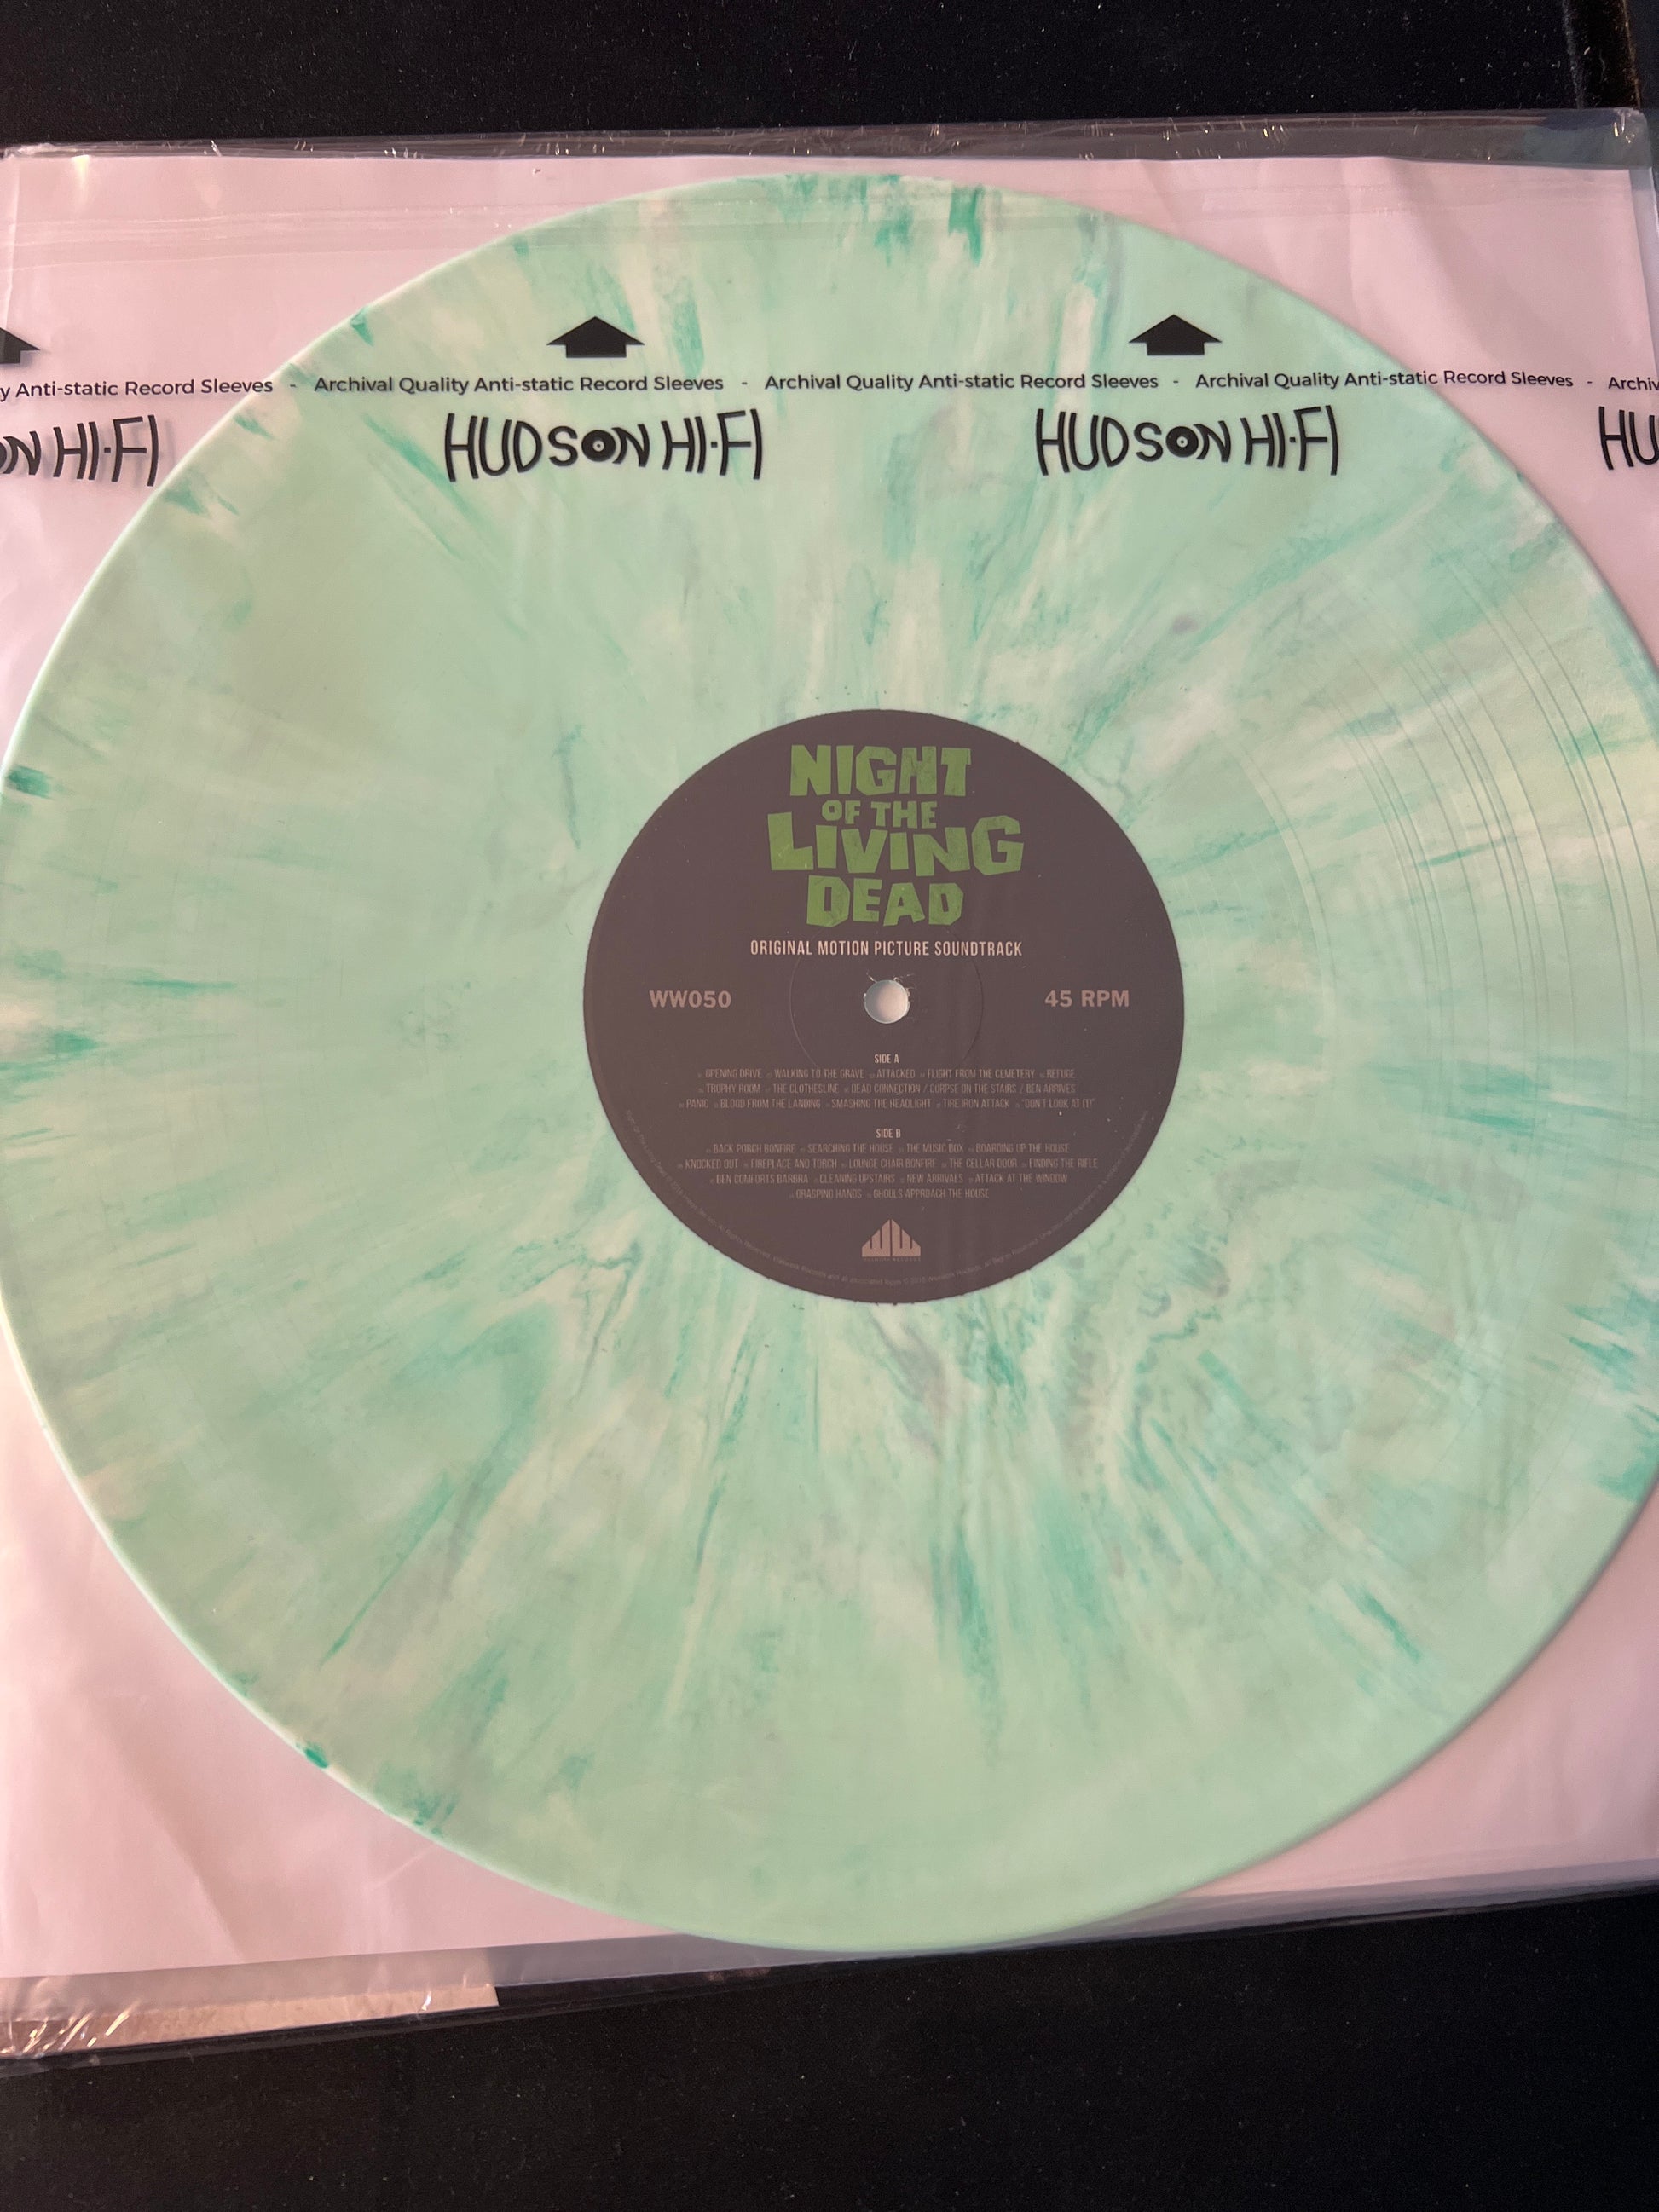 y Anti-static Record Sleeves - Archival Quality Anti-static Record Sleeves - Archival Quality Anti-static Record Sleeves - Archival Quality Anti-static Record Sleeves - Archiv
ON HI-FI HUDSON HI-FI HUDSON HI-FI HU
NIGHT
OF THE
LIVING
DEAD
ORIGINAL MOTION PICTURE SOUNDTRACK
WW050 45 RPM
SIDE A
OPENING DRIVE WALKING TO THE GRAVE ATTACKED FLIGHT FROM THE CEMETERY REFUGE
TROPHY ROOM THE CLOTHESLINE DEAD CONNECTION / CORPSE ON THE STAIRS / BEN ARRIVES
PANIC BLOOD FROM THE LANDING SMASHING THE HEADLIGHT TIRE IRON ATTACK "DON'T LOOK AT IT!"
SIDE B
BACK PORCH BONFIRE SEARCHING THE HOUSE THE MUSIC BOX BOARDING UP THE HOUSE
KNOCKED OUT FIREPLACE AND TORCH LOUNGE CHAIR BONFIRE THE CELLAR DOOR FINDING THE RIFLE
BEN COMFORTS BARBRA CLEANING UPSTAIRS NEW ARRIVALS ATTACK AT THE WINDOW
GRASPING HANDS GHOULS APPROACH THE HOUSE
WW